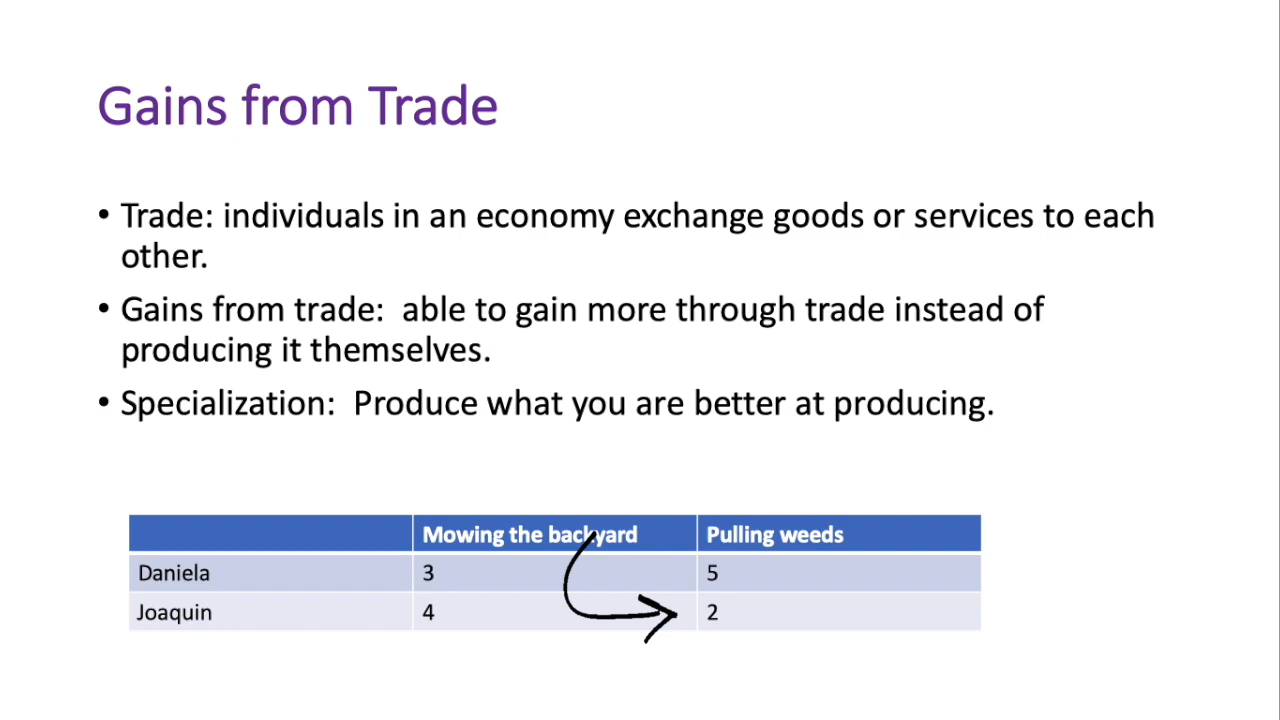 Gains from Trade
• Trade: individuals in an economy exchange goods or services to each
other.
• Gains from trade:  able to gain more through trade instead of
producing it themselves.
• Specialization:  Produce what you are better at producing.
Mowing the backyard Pulling weeds
Daniela 3 5
Joaquin 4 2